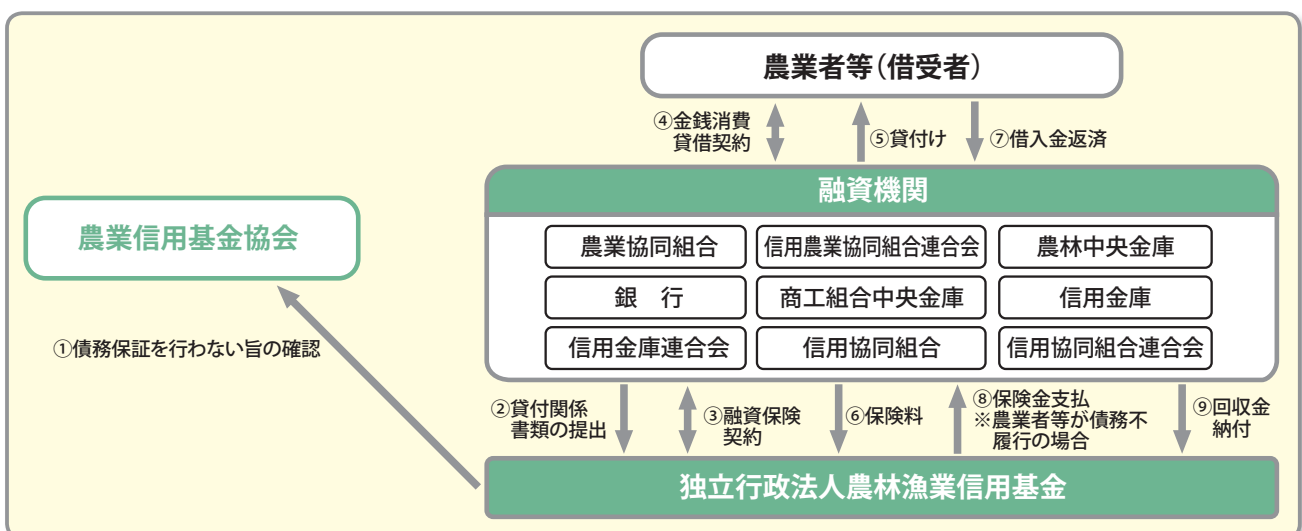 農業者等（借受者）
④金銭消費
貸借契約
⑤貸付け
⑦借入金返済
融資機関
農業信用基金協会
農業協同組合
信用農業協同組合連合会
農林中央金庫
銀　行
商工組合中央金庫
信用金庫
信用金庫連合会
信用協同組合
信用協同組合連合会
①債務保証を行わない旨の確認
②貸付関係
書類の提出
③融資保険
契約
⑥保険料
⑧保険金支払
※農業者等が債務不
履行の場合
⑨回収金
納付
独立行政法人農林漁業信用基金